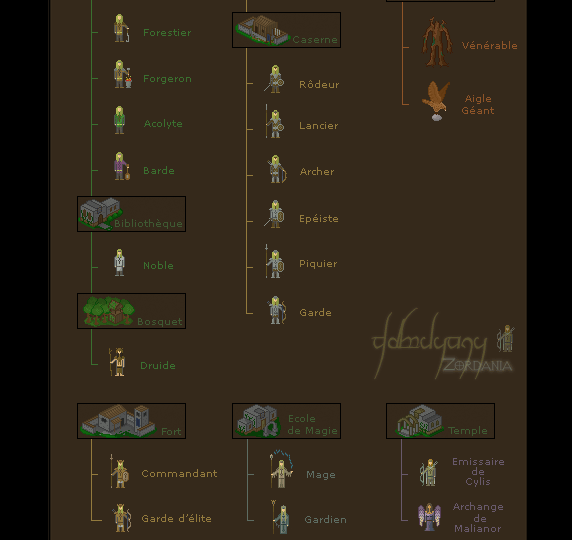 Forestier
Forgeron
Acolyte
Barde
Bibliothèque
Noble
Bosquet
Druide
Caserne
Rôdeur
Lancier
Archer
Epéiste
Piquier
Garde
Vénérable
Aigle
Géant
ZORDANIA
Fort
Commandant
Garde d'élite
Ecole
de Magie
Mage
Gardien
Temple
Emissaire
de
Cylis
Archange
de
Malianor